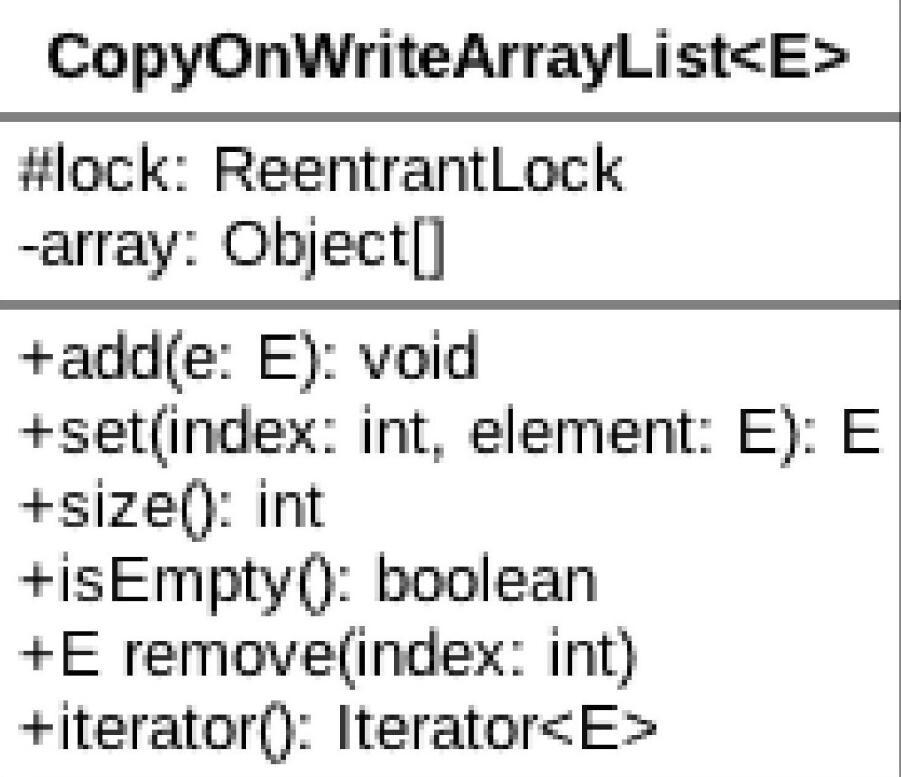 CopyOnWriteArrayList<E>
#lock: ReentrantLock
-array: Object[]
+add(e: E): void
+set(index: int, element: E): E
+size(): int
+isEmpty(): boolean
+E remove(index: int)
+iterator(): Iterator<E>